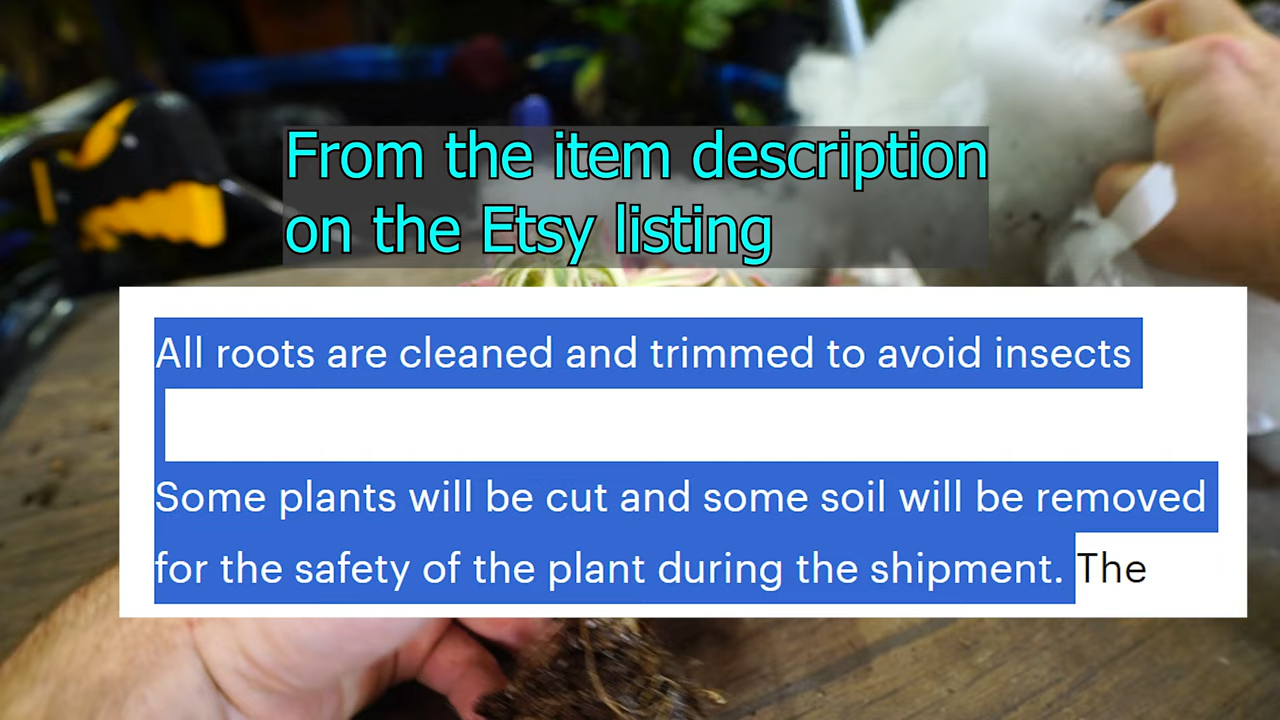 From the item description
on the Etsy listing
All roots are cleaned and trimmed to avoid insects
Some plants will be cut and some soil will be removed
for the safety of the plant during the shipment. The